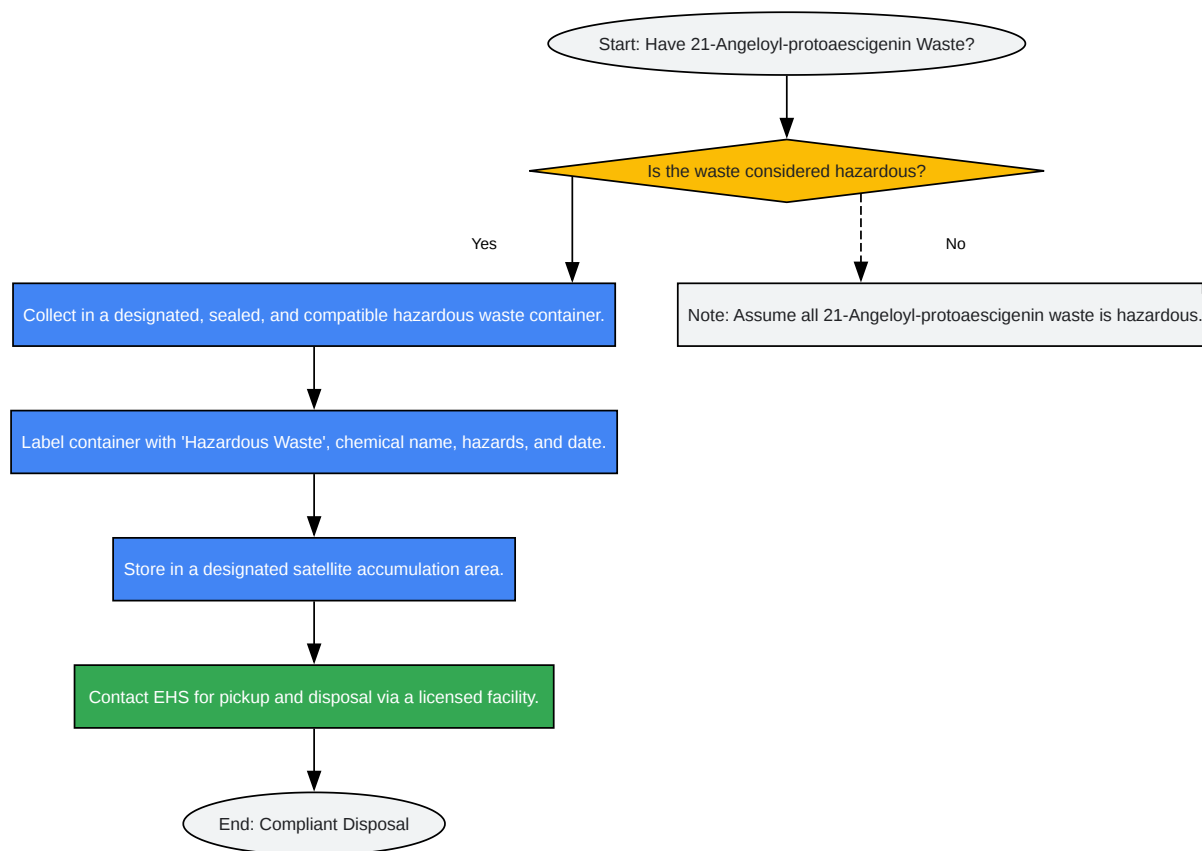 Start: Have 21-Angeloyl-protoaescigenin Waste?
Is the waste considered hazardous?
Yes
No
Collect in a designated, sealed, and compatible hazardous waste container.
Note: Assume all 21-Angeloyl-protoaescigenin waste is hazardous.
Label container with 'Hazardous Waste', chemical name, hazards, and date.
Store in a designated satellite accumulation area.
Contact EHS for pickup and disposal via a licensed facility.
End: Compliant Disposal